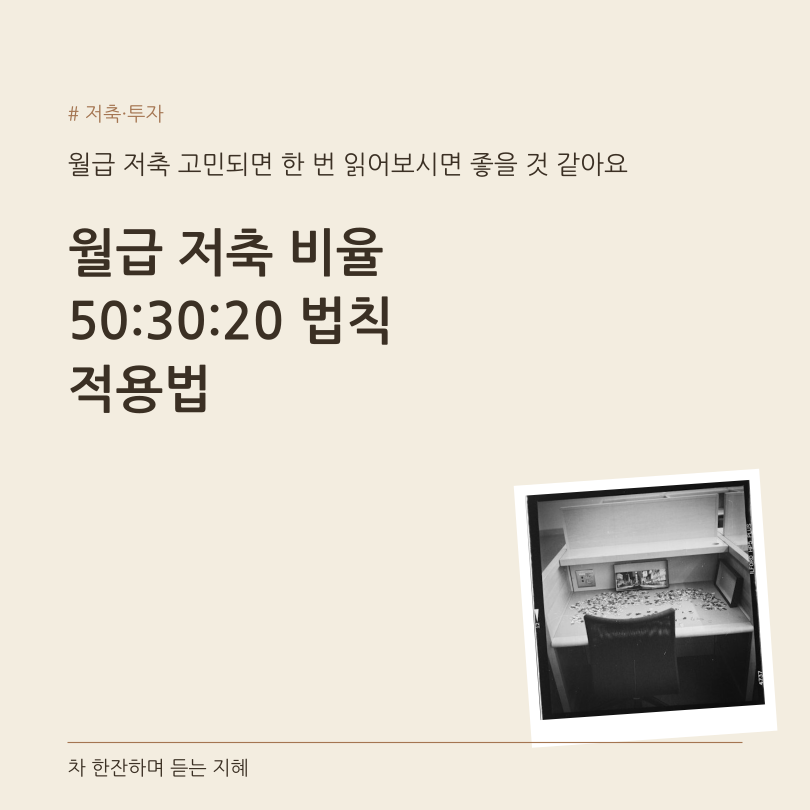 # 저축·투자
월급 저축 고민되면 한 번 읽어보시면 좋을 것 같아요
월급 저축 비율
50:30:20 법칙
적용법
차 한잔하며 듣는 지혜